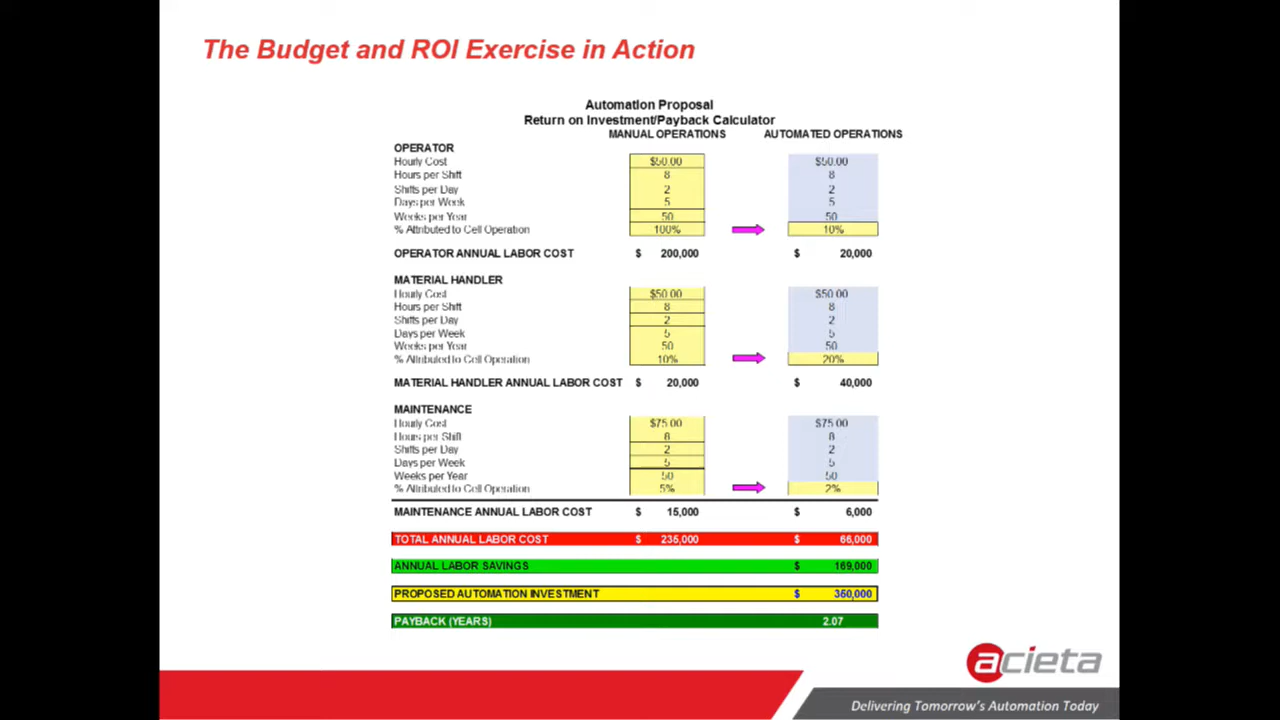 The Budget and ROI Exercise in Action
Automation Proposal
Return on Investment/Payback Calculator
MANUAL OPERATIONS AUTOMATED OPERATIONS
OPERATOR
Hourly Cost $50.00 $50.00
Hours per Shift 8 8
Shifts per Day 2 2
Days per Week 5 5
Weeks per Year 50 50
% Attributed to Cell Operation 100% 10%
OPERATOR ANNUAL LABOR COST $ 200,000 $ 20,000
MATERIAL HANDLER
Hourly Cost $50.00 $50.00
Hours per Shift 8 8
Shifts per Day 2 2
Days per Week 5 5
Weeks per Year 50 50
% Attributed to Cell Operation 10% 20%
MATERIAL HANDLER ANNUAL LABOR COST $ 20,000 $ 40,000
MAINTENANCE
Hourly Cost $75.00 $75.00
Hours per Shift 8 8
Shifts per Day 2 2
Days per Week 5 5
Weeks per Year 50 50
% Attributed to Cell Operation 5% 2%
MAINTENANCE ANNUAL LABOR COST $ 15,000 $ 6,000
TOTAL ANNUAL LABOR COST $ 235,000 $ 66,000
ANNUAL LABOR SAVINGS $ 169,000
PROPOSED AUTOMATION INVESTMENT $ 350,000
PAYBACK (YEARS) 2.07
acieta
Delivering Tomorrow's Automation Today